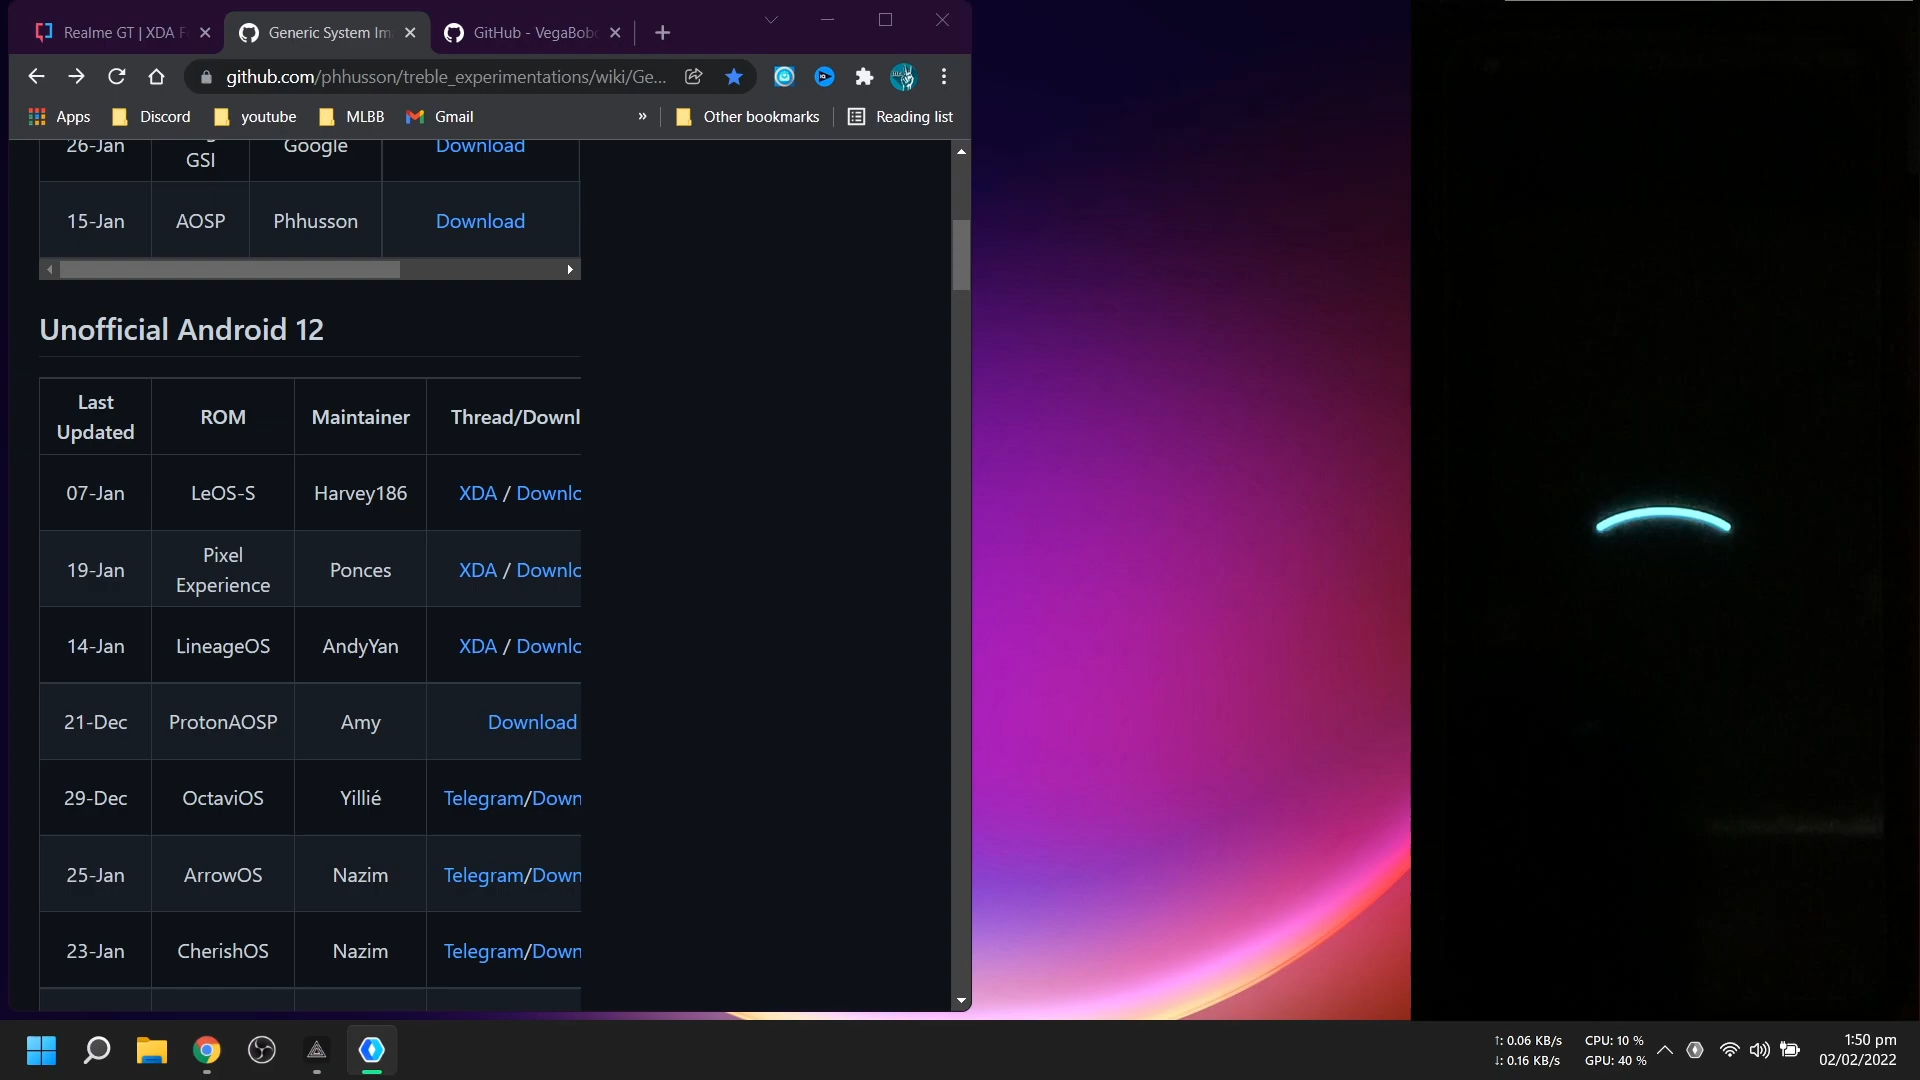 Realme GT | XDA F
Generic System Im
GitHub - VegaBob
github.com/phhusson/treble_experimentations/wiki/Ge...
Apps
Discord
youtube
MLBB
Gmail
»
Other bookmarks
Reading list
26-Jan
GSI
Google
Download
15-Jan
AOSP
Phhusson
Download
Unofficial Android 12
Last
Updated
ROM
Maintainer
Thread/Downl
07-Jan
LeOS-S
Harvey186
XDA / Downlo
19-Jan
Pixel
Experience
Ponces
XDA / Downlo
14-Jan
LineageOS
AndyYan
XDA / Downlo
21-Dec
ProtonAOSP
Amy
Download
29-Dec
OctaviOS
Yillié
Telegram/Down
25-Jan
ArrowOS
Nazim
Telegram/Down
23-Jan
CherishOS
Nazim
Telegram/Down
↑: 0.06 KB/s
↓: 0.16 KB/s
CPU: 10 %
GPU: 40 %
1:50 pm
02/02/2022